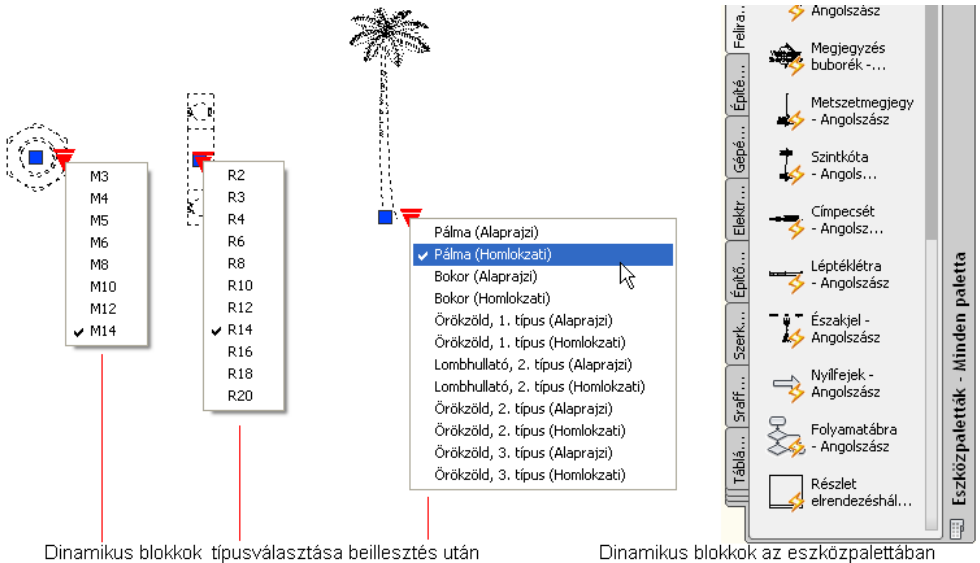 M3
M4
M5
M6
M8
M10
M12
M14
R2
R3
R4
R6
R8
R10
R12
R14
R16
R18
R20
Pálma (Alaprajzi)
Pálma (Homlokzati)
Bokor (Alaprajzi)
Bokor (Homlokzati)
Örökzöld, 1. típus (Alaprajzi)
Örökzöld, 1. típus (Homlokzati)
Lombhullató, 2. típus (Alaprajzi)
Lombhullató, 2. típus (Homlokzati)
Örökzöld, 2. típus (Alaprajzi)
Örökzöld, 2. típus (Homlokzati)
Örökzöld, 3. típus (Alaprajzi)
Örökzöld, 3. típus (Homlokzati)
Felira...
Építé...
Gépé...
Elektr...
Építő...
Szerk...
Sraff...
Táblá...
Angolszász
Megjegyzés
buborék -...
Metszetmegjegy
- Angolszász
Szintkóta
- Angols...
Címpecsét
- Angolsz...
Léptéklétra
- Angolszász
Északjel -
Angolszász
Nyílfejek -
Angolszász
Folyamatábra
- Angolszász
Részlet
elrendezéshál...
Eszközpaletták - Minden paletta
Dinamikus blokkok típusválasztása beillesztés után
Dinamikus blokkok az eszközpalettában